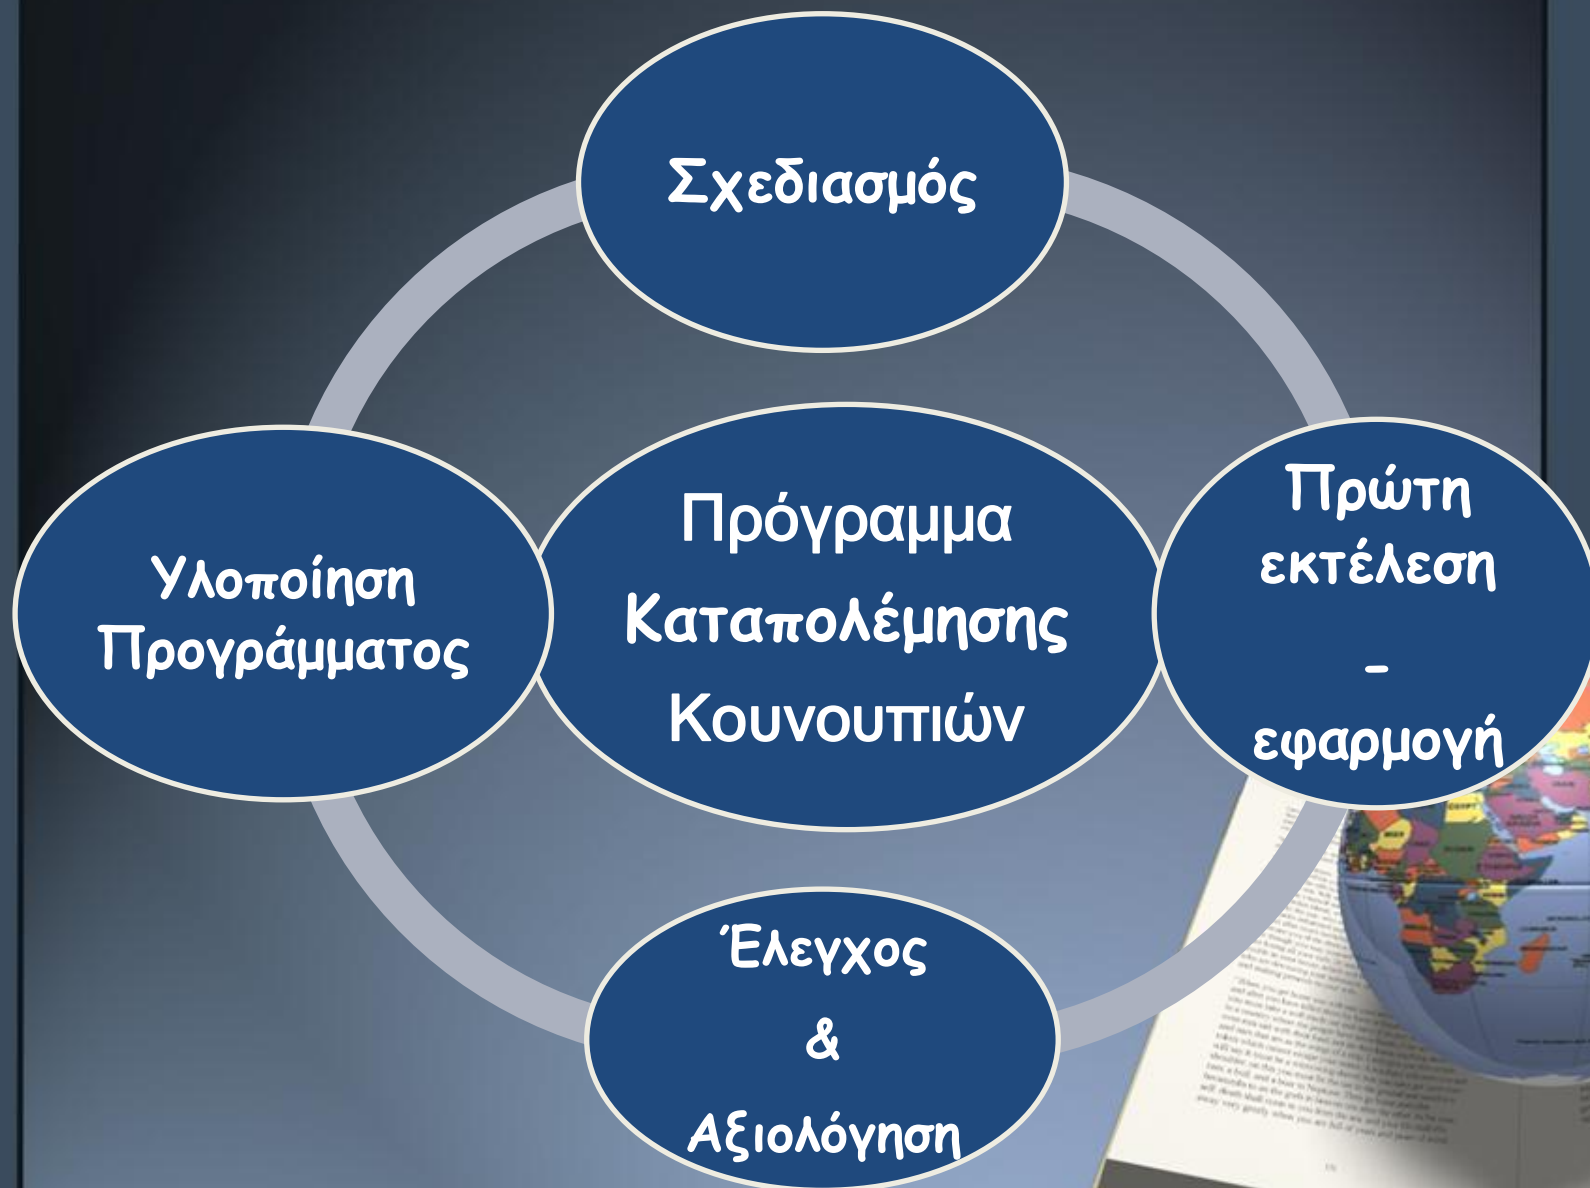 Σχεδιασμός
Πρώτη
εκτέλεση
-
εφαρμογή
Έλεγχος
&
Αξιολόγηση
Υλοποίηση
Προγράμματος
Πρόγραμμα
Καταπολέμησης
Κουνουπιών